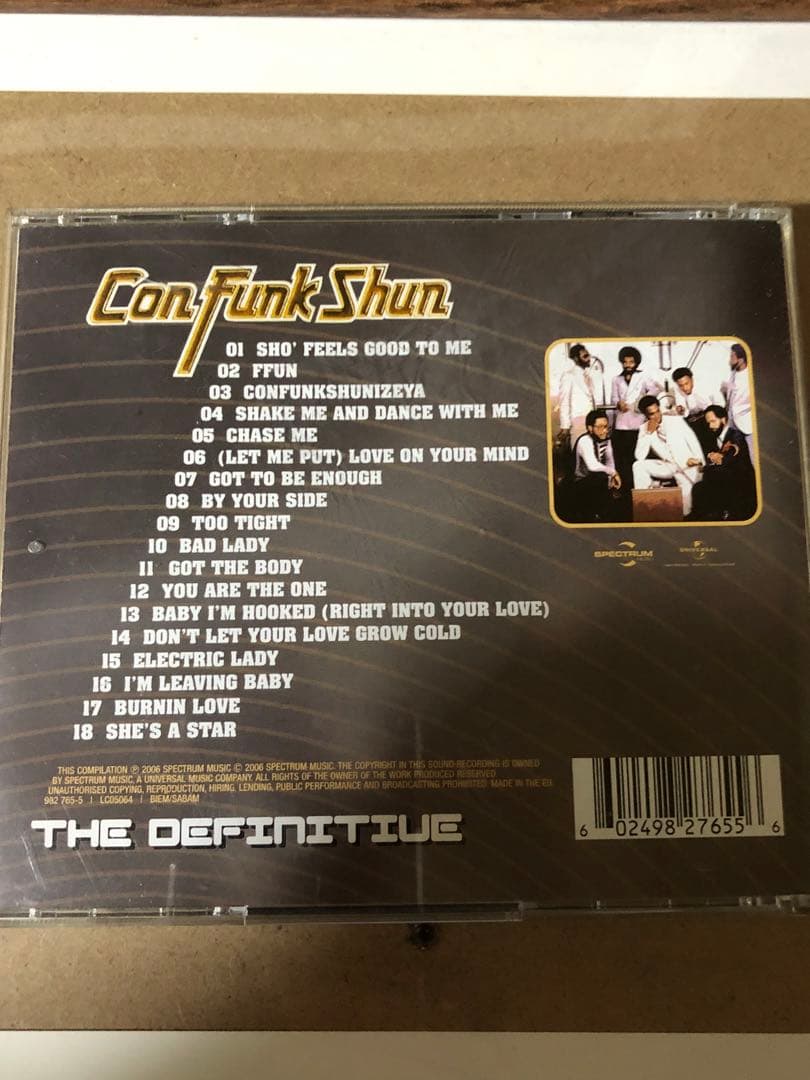 Con Funk Shun
01 SHO' FEELS GOOD TO ME
02 FFUN
03 CONFUNKSHUNIZEYA
04 SHAKE ME AND DANCE WITH ME
05 CHASE ME
06 (LET ME PUT) LOVE ON YOUR MIND
07 GOT TO BE ENOUGH
08 BY YOUR SIDE
09 TOO TIGHT
10 BAD LADY
11 GOT THE BODY
12 YOU ARE THE ONE
13 BABY I'M HOOKED (RIGHT INTO YOUR LOVE)
14 DON'T LET YOUR LOVE GROW COLD
15 ELECTRIC LADY
16 I'M LEAVING BABY
17 BURNIN LOVE
18 SHE'S A STAR
SPECTRUM
UNIVERSAL
THIS COMPILATION ℗ 2006 SPECTRUM MUSIC © 2006 SPECTRUM MUSIC. THE COPYRIGHT IN THIS SOUND RECORDING IS OWNED
BY SPECTRUM MUSIC, A UNIVERSAL MUSIC COMPANY. ALL RIGHTS OF THE OWNER OF THE WORK PRODUCED RESERVED.
UNAUTHORISED COPYING, REPRODUCTION, HIRING, LENDING, PUBLIC PERFORMANCE AND BROADCASTING PROHIBITED. MADE IN THE EU.
982 765-5 | LC05064 | BIEM/SABAM
THE DEFINITIVE
6 02498 27655 6